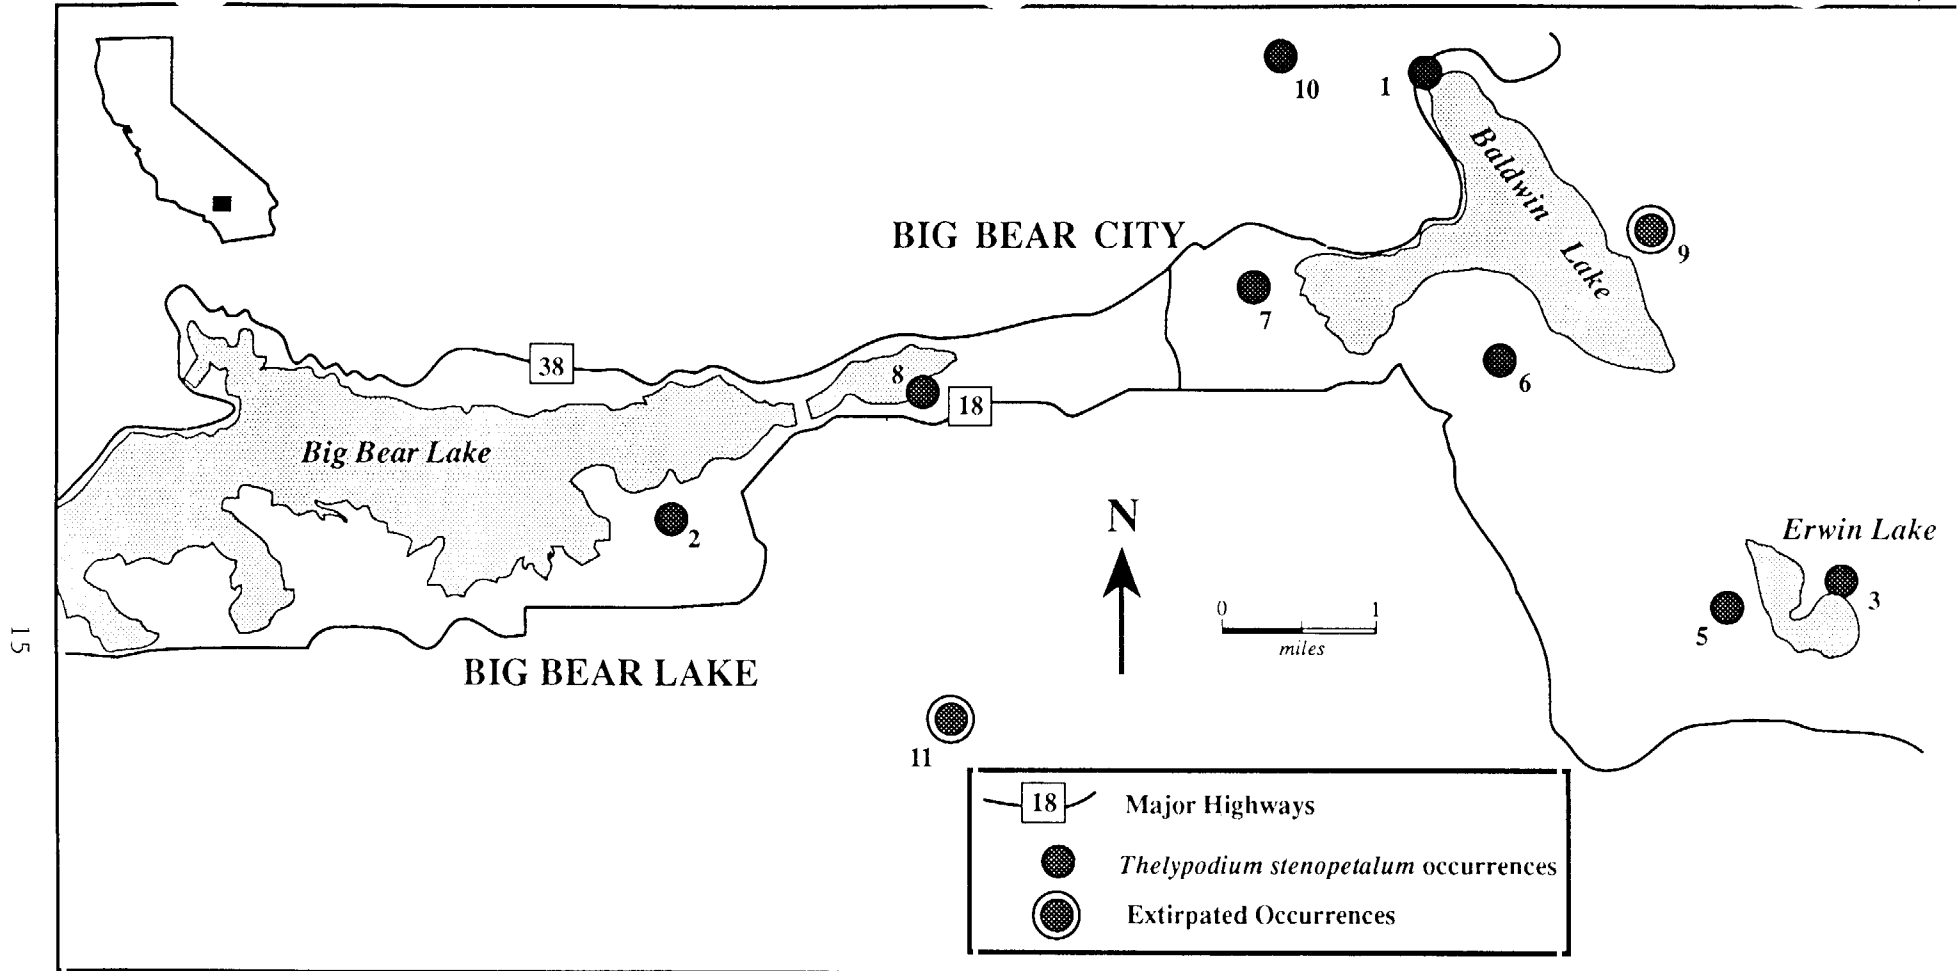 10
1
Baldwin
Lake
BIG BEAR CITY
9
7
38
8
6
18
Big Bear Lake
2
N
Erwin Lake
0 1
miles
3
5
15
BIG BEAR LAKE
11
18 Major Highways
Thelypodium stenopetalum occurrences
Extirpated Occurrences